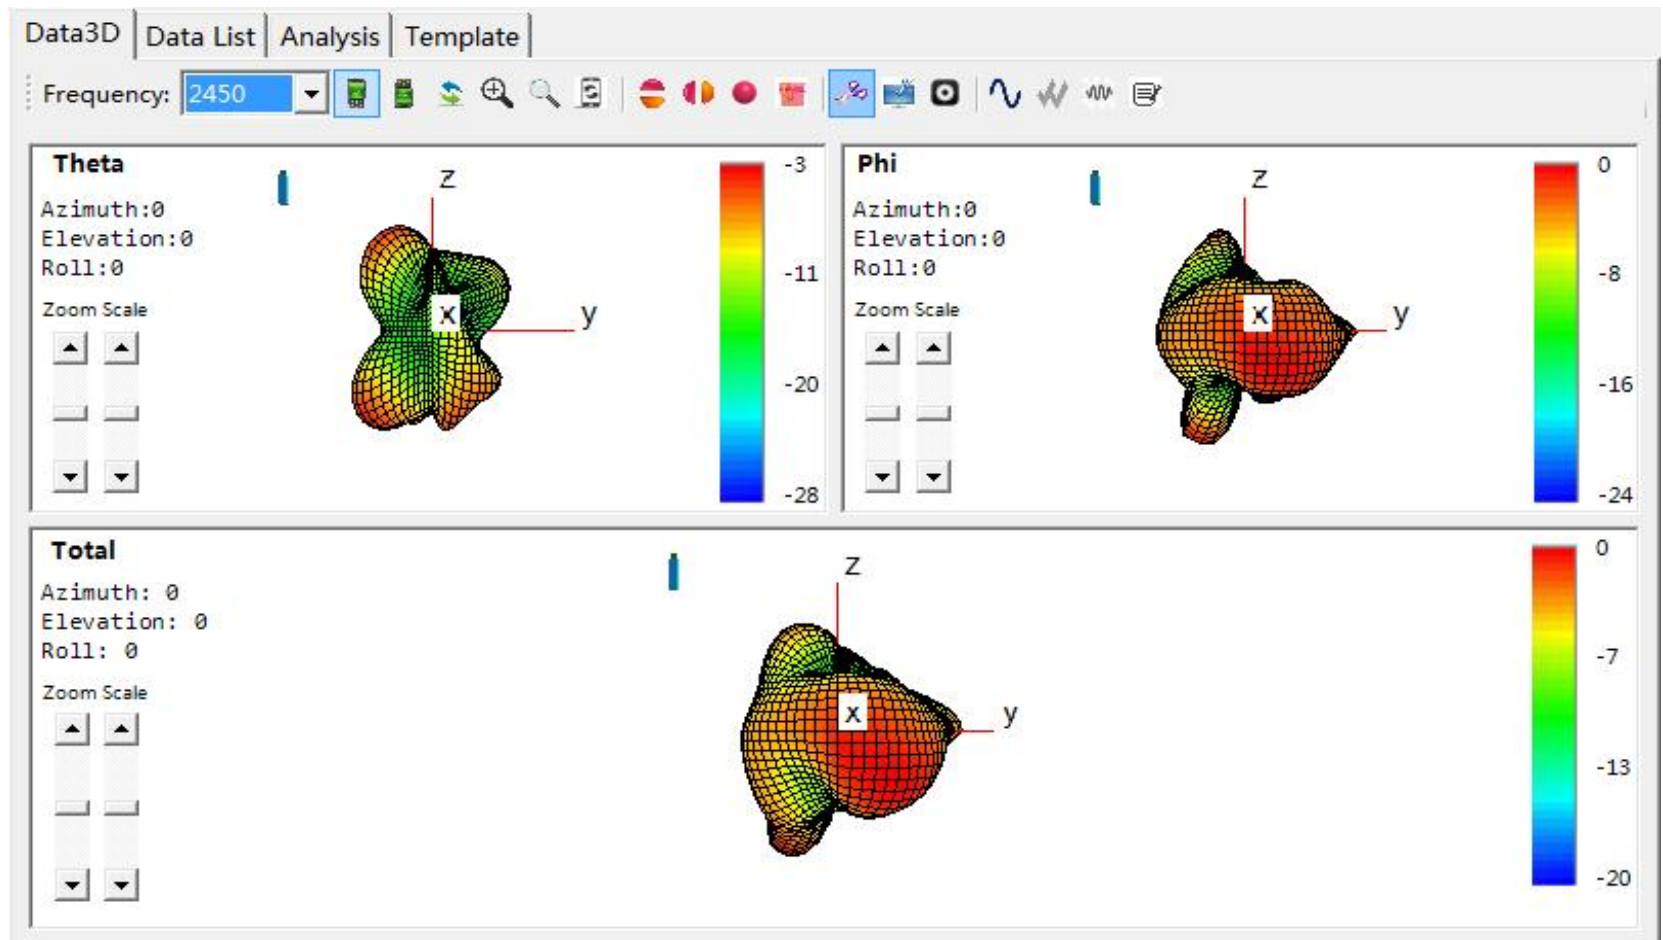 Data3D Data List Analysis Template
Frequency: 2450
Theta
Azimuth:0
Elevation:0
Roll:0
Zoom Scale
z
x
y
-3
-11
-20
-28
Phi
Azimuth:0
Elevation:0
Roll:0
Zoom Scale
z
x
y
0
-8
-16
-24
Total
Azimuth: 0
Elevation: 0
Roll: 0
Zoom Scale
z
x
y
0
-7
-13
-20